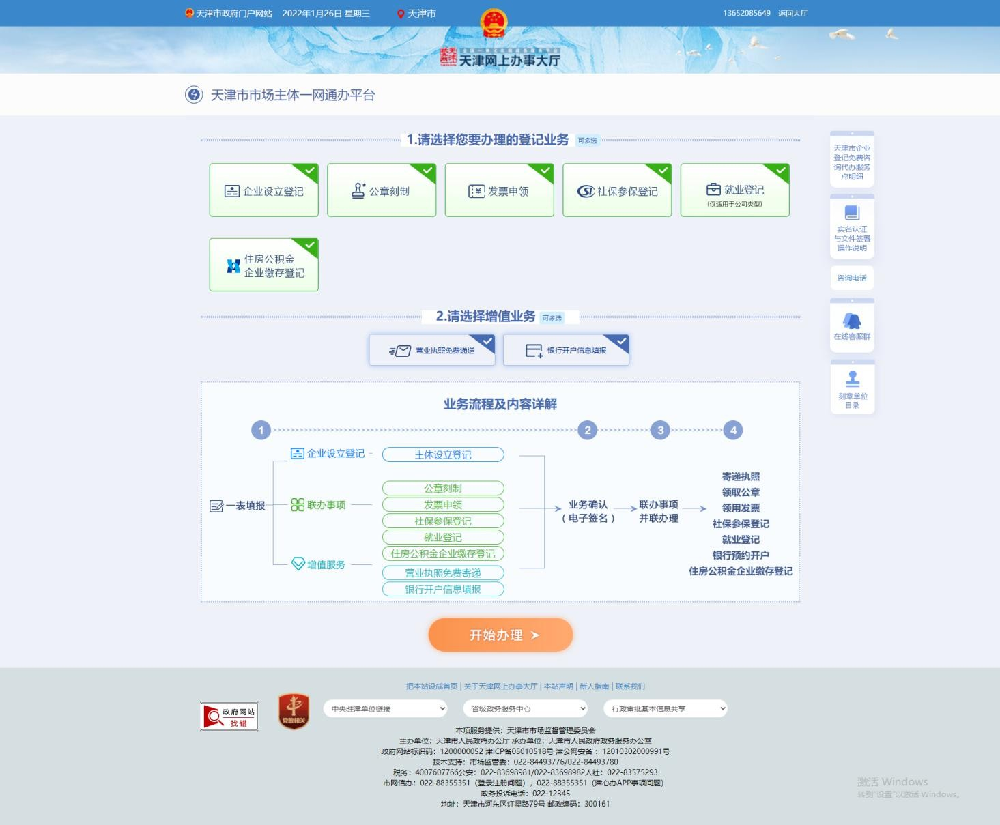 天津市政府门户网站 2022年1月26日 星期三 天津市 13652085649 返回大厅
天津网上办事大厅
天津市市场主体一网通办平台
1.请选择您要办理的登记业务 可多选
企业设立登记
公章刻制
发票申领
社保参保登记
就业登记
(仅适用于公司类型)
住房公积金
企业缴存登记
2.请选择增值业务 可多选
营业执照免费递送
银行开户信息填报
业务流程及内容详解
1 2 3 4
一表填报
企业设立登记
主体设立登记
联办事项
公章刻制
发票申领
社保参保登记
就业登记
住房公积金企业缴存登记
增值服务
营业执照免费寄递
银行开户信息填报
业务确认
(电子签名)
联办事项
并联办理
寄递执照
领取公章
领用发票
社保参保登记
就业登记
银行预约开户
住房公积金企业缴存登记
开始办理
天津市企业
登记免费咨
询代办服务
点明细
实名认证
与文件签署
操作说明
咨询电话
在线客服群
刻章单位
目录
把本站设成首页 | 关于天津网上办事大厅 | 本站声明 | 新人指南 | 联系我们
政府网站
找错
党政机关
中央驻津单位链接
省级政务服务中心
行政审批基本信息共享
本项服务提供：天津市市场监督管理委员会
主办单位：天津市人民政府办公厅 承办单位：天津市人民政府政务服务办公室
政府网站标识码：1200000052 津ICP备05010518号 津公网安备：12010302000991号
技术支持：市场监管委：022-84493776/022-84493780
税务：4007607766公安：022-83698981/022-83698982人社：022-83575293
市网信办：022-88355351（登录注册问题），022-88355351（津心办APP事项问题）
政务投诉电话：022-12345
地址：天津市河东区红星路79号 邮政编码：300161
激活 Windows
转到"设置"以激活 Windows。